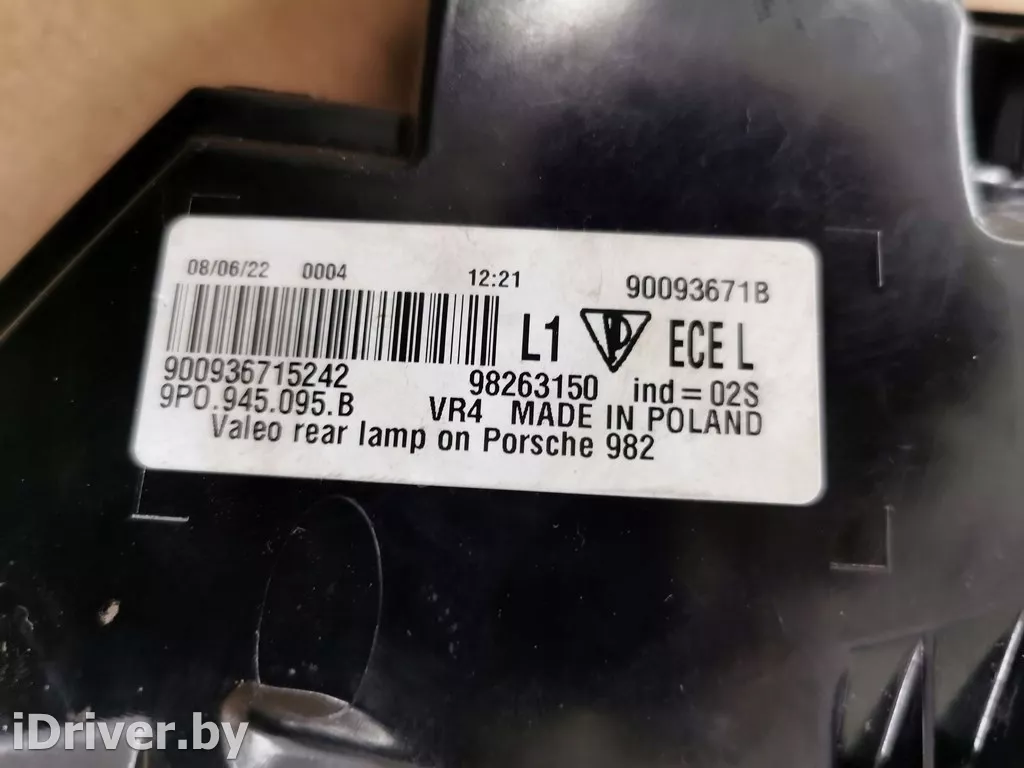 08/06/22 0004 12:21 90093671B
L1 ECE L
900936715242 98263150 ind = 02S
9P0.945.095.B VR4 MADE IN POLAND
Valeo rear lamp on Porsche 982
iDriver.by